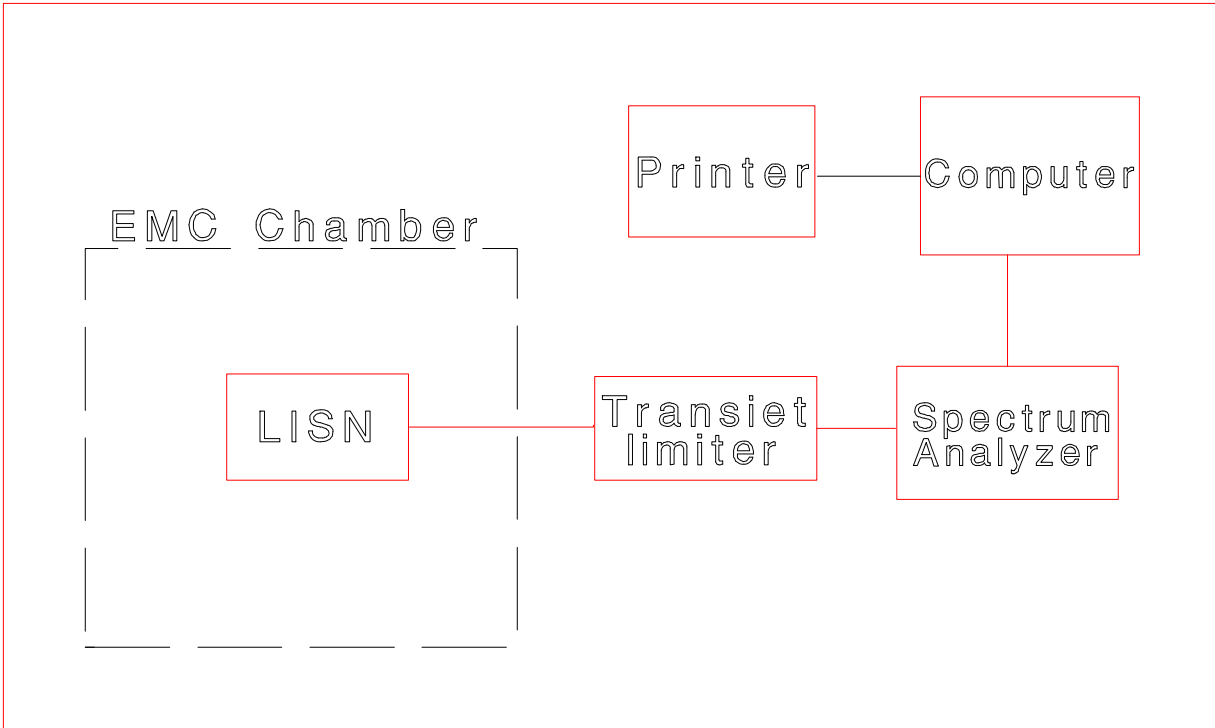 Printer
Computer
EMC Chamber
LISN
Transiet
limiter
Spectrum
Analyzer